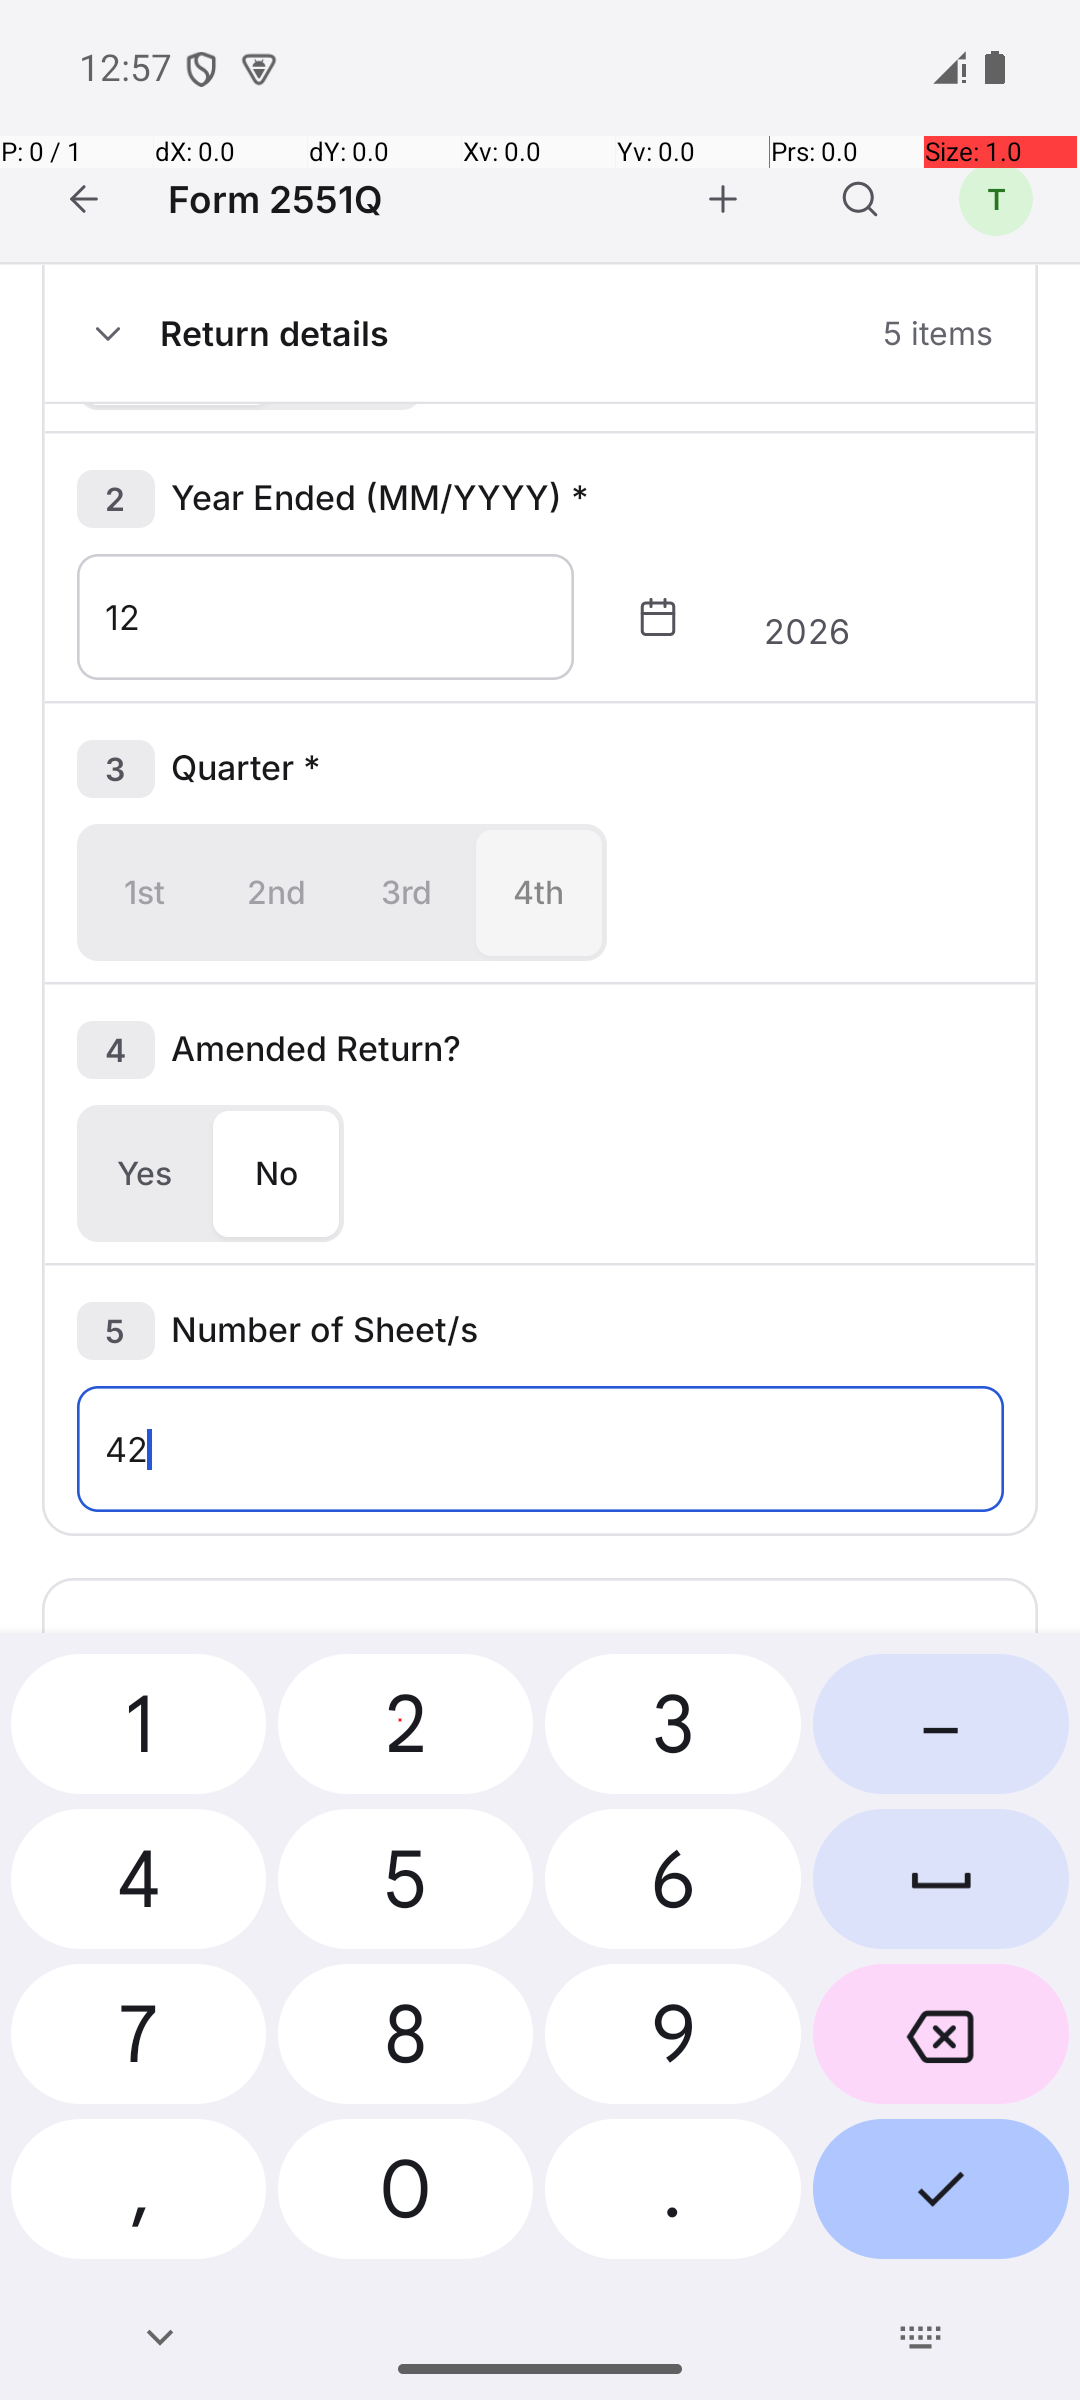 12:57
P: 0 / 1 dX: 0.0 dY: 0.0 Xv: 0.0 Yv: 0.0 Prs: 0.0 Size: 1.0
Form 2551Q T
Return details 5 items
2 Year Ended (MM/YYYY) *
12 2026
3 Quarter *
1st 2nd 3rd 4th
4 Amended Return?
Yes No
5 Number of Sheet/s
42
1 2 3 –
4 5 6
7 8 9
, 0 .